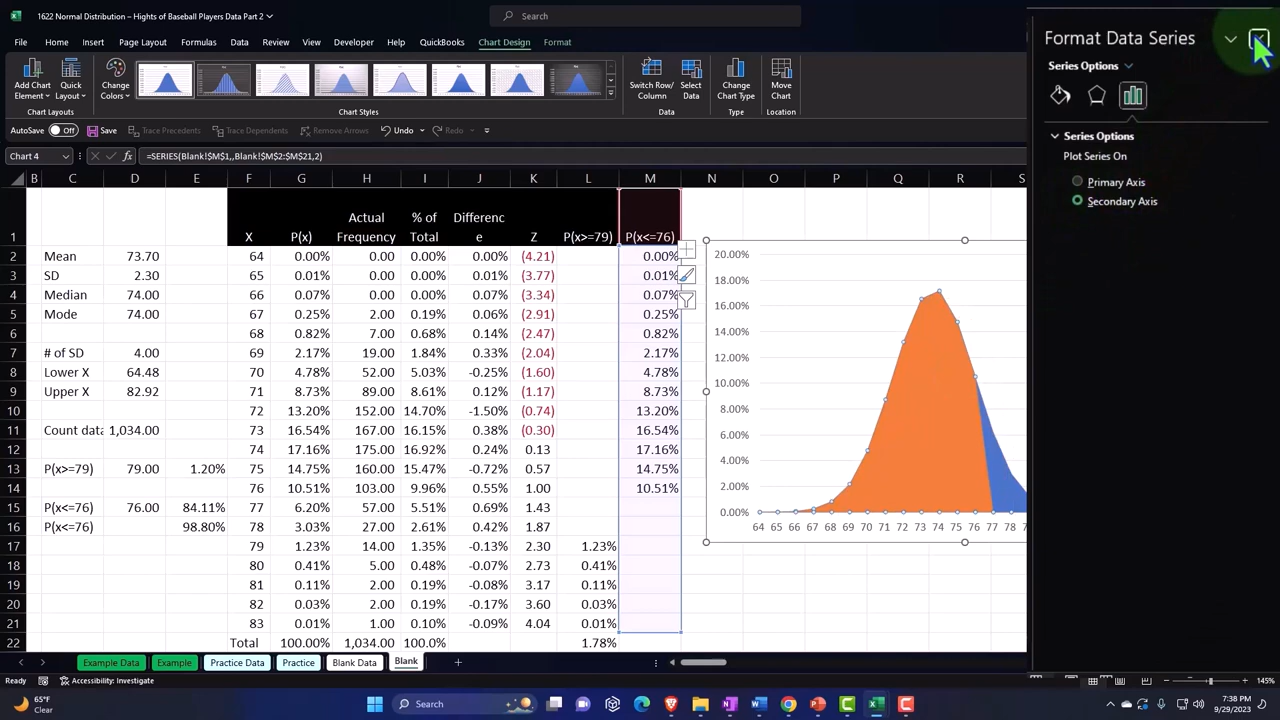 1622 Normal Distribution – Hights of Baseball Players Data Part 2
Search
Format Data Series
File Home Insert Page Layout Formulas Data Review View Developer Help QuickBooks Chart Design Format
Series Options
Add Chart Element
Quick Layout
Change Colors
Switch Row/ Column
Select Data
Change Chart Type
Move Chart
Chart Layouts Chart Styles Data Type Location
AutoSave Off Save Trace Precedents Trace Dependents Remove Arrows Undo Redo
Series Options
Plot Series On
Primary Axis
Secondary Axis
Chart 4 fx =SERIES(Blank!$M$1,,Blank!$M$2:$M$21,2)
B C D E F G H I J K L M N O P Q R S
1 X P(x) Actual Frequency % of Total Differenc e Z P(x>=79) P(x<=76)
2 Mean 73.70 64 0.00% 0.00 0.00% 0.00% (4.21) 0.00%
3 SD 2.30 65 0.01% 0.00 0.00% 0.01% (3.77) 0.01%
4 Median 74.00 66 0.07% 0.00 0.00% 0.07% (3.34) 0.07%
5 Mode 74.00 67 0.25% 2.00 0.19% 0.06% (2.91) 0.25%
6 68 0.82% 7.00 0.68% 0.14% (2.47) 0.82%
7 # of SD 4.00 69 2.17% 19.00 1.84% 0.33% (2.04) 2.17%
8 Lower X 64.48 70 4.78% 52.00 5.03% -0.25% (1.60) 4.78%
9 Upper X 82.92 71 8.73% 89.00 8.61% 0.12% (1.17) 8.73%
10 72 13.20% 152.00 14.70% -1.50% (0.74) 13.20%
11 Count data 1,034.00 73 16.54% 167.00 16.15% 0.38% (0.30) 16.54%
12 74 17.16% 175.00 16.92% 0.24% 0.13 17.16%
13 P(x>=79) 79.00 1.20% 75 14.75% 160.00 15.47% -0.72% 0.57 14.75%
14 76 10.51% 103.00 9.96% 0.55% 1.00 10.51%
15 P(x<=76) 76.00 84.11% 77 6.20% 57.00 5.51% 0.69% 1.43
16 P(x<=76) 98.80% 78 3.03% 27.00 2.61% 0.42% 1.87
17 79 1.23% 14.00 1.35% -0.13% 2.30 1.23%
18 80 0.41% 5.00 0.48% -0.07% 2.73 0.41%
19 81 0.11% 2.00 0.19% -0.08% 3.17 0.11%
20 82 0.03% 2.00 0.19% -0.17% 3.60 0.03%
21 83 0.01% 1.00 0.10% -0.09% 4.04 0.01%
22 Total 100.00% 1,034.00 100.0% 1.78%
20.00%
18.00%
16.00%
14.00%
12.00%
10.00%
8.00%
6.00%
4.00%
2.00%
0.00%
64 65 66 67 68 69 70 71 72 73 74 75 76 77 78
Example Data Example Practice Data Practice Blank Data Blank
Ready Accessibility: Investigate 145%
65°F
Clear
Search
7:38 PM
9/29/2023